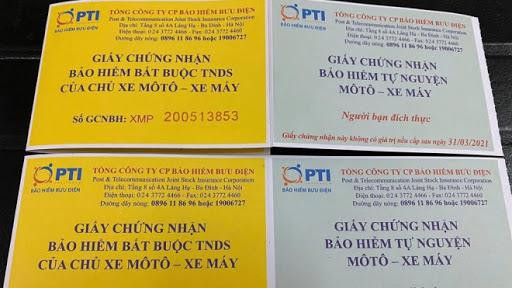 PTI
BẢO HIỂM BƯU ĐIỆN
TỔNG CÔNG TY CP BẢO HIỂM BƯU ĐIỆN
Post & Telecommunication Joint Stock Insurance Corporation
Địa chỉ: Tầng 8 số 4A Láng Hạ - Ba Đình - Hà Nội
Điện thoại: 024 3772 4466 - Fax: 024 3772 4460
Đường dây nóng: 0896 11 86 96 hoặc 19006727
GIẤY CHỨNG NHẬN
BẢO HIỂM BẮT BUỘC TNDS
CỦA CHỦ XE MÔTÔ – XE MÁY
Số GCNBH: XMP 200513853
PTI
BẢO HIỂM BƯU ĐIỆN
TỔNG CÔNG TY CP BẢO HIỂM BƯU ĐIỆN
Post & Telecommunication Joint Stock Insurance Corporation
Địa chỉ: Tầng 8 số 4A Láng Hạ - Ba Đình - Hà Nội
Điện thoại: 024 3772 4466 - Fax: 024 3772 4460
Đường dây nóng: 0896 11 86 96 hoặc 19006727
GIẤY CHỨNG NHẬN
BẢO HIỂM TỰ NGUYỆN
MÔTÔ – XE MÁY
Người bạn đích thực
Giấy chứng nhận này không có giá trị nếu cấp sau ngày 31/03/2021
PTI
BẢO HIỂM BƯU ĐIỆN
TỔNG CÔNG TY CP BẢO HIỂM BƯU ĐIỆN
Post & Telecommunication Joint Stock Insurance Corporation
Địa chỉ: Tầng 8 số 4A Láng Hạ - Ba Đình - Hà Nội
Điện thoại: 024 3772 4466 - Fax: 024 3772 4460
Đường dây nóng: 0896 11 86 96 hoặc 19006727
GIẤY CHỨNG NHẬN
BẢO HIỂM BẮT BUỘC TNDS
CỦA CHỦ XE MÔTÔ – XE MÁY
PTI
BẢO HIỂM BƯU ĐIỆN
TỔNG CÔNG TY CP BẢO HIỂM BƯU ĐIỆN
Post & Telecommunication Joint Stock Insurance Corporation
Địa chỉ: Tầng 8 số 4A Láng Hạ - Ba Đình - Hà Nội
Điện thoại: 024 3772 4466 - Fax: 024 3772 4460
Đường dây nóng: 0896 11 86 96 hoặc 19006727
GIẤY CHỨNG NHẬN
BẢO HIỂM TỰ NGUYỆN
MÔTÔ – XE MÁY